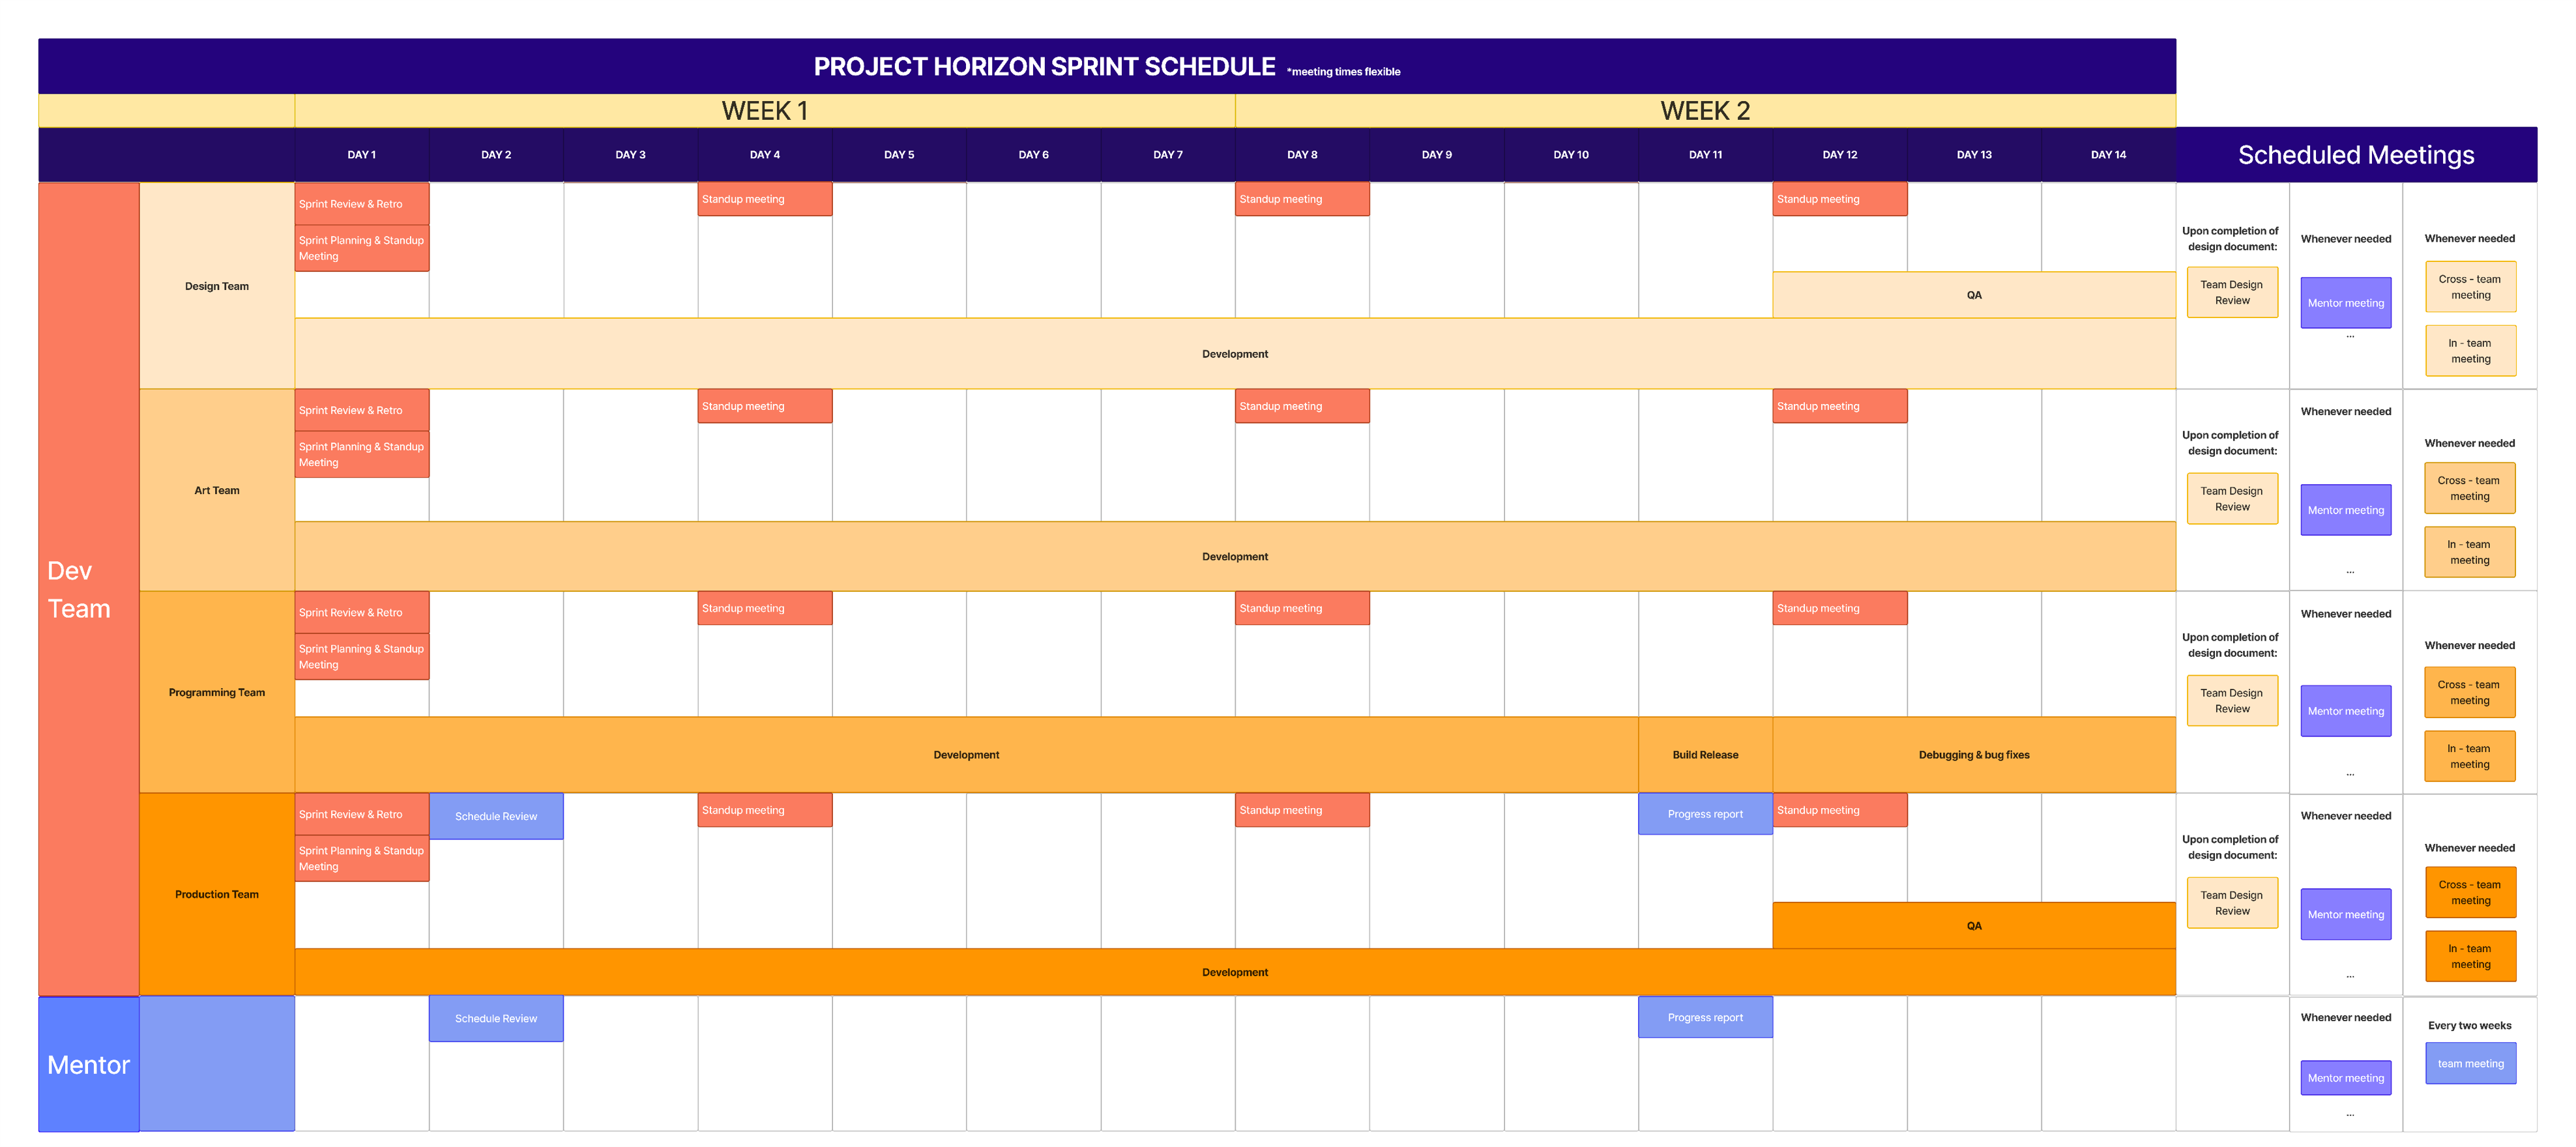 PROJECT HORIZON SPRINT SCHEDULE *meeting times flexible
WEEK 1
WEEK 2
DAY 1
DAY 2
DAY 3
DAY 4
DAY 5
DAY 6
DAY 7
DAY 8
DAY 9
DAY 10
DAY 11
DAY 12
DAY 13
DAY 14
Scheduled Meetings
Dev
Team
Design Team
Sprint Review & Retro
Sprint Planning & Standup
Meeting
Standup meeting
Standup meeting
Standup meeting
QA
Development
Upon completion of
design document:
Team Design
Review
Whenever needed
Mentor meeting
...
Whenever needed
Cross - team
meeting
In - team
meeting
Art Team
Sprint Review & Retro
Sprint Planning & Standup
Meeting
Standup meeting
Standup meeting
Standup meeting
Development
Upon completion of
design document:
Team Design
Review
Whenever needed
Mentor meeting
...
Whenever needed
Cross - team
meeting
In - team
meeting
Programming Team
Sprint Review & Retro
Sprint Planning & Standup
Meeting
Standup meeting
Standup meeting
Standup meeting
Development
Build Release
Debugging & bug fixes
Upon completion of
design document:
Team Design
Review
Whenever needed
Mentor meeting
...
Whenever needed
Cross - team
meeting
In - team
meeting
Production Team
Sprint Review & Retro
Sprint Planning & Standup
Meeting
Schedule Review
Standup meeting
Standup meeting
Progress report
Standup meeting
QA
Development
Upon completion of
design document:
Team Design
Review
Whenever needed
Mentor meeting
...
Whenever needed
Cross - team
meeting
In - team
meeting
Mentor
Schedule Review
Progress report
Whenever needed
Mentor meeting
...
Every two weeks
team meeting